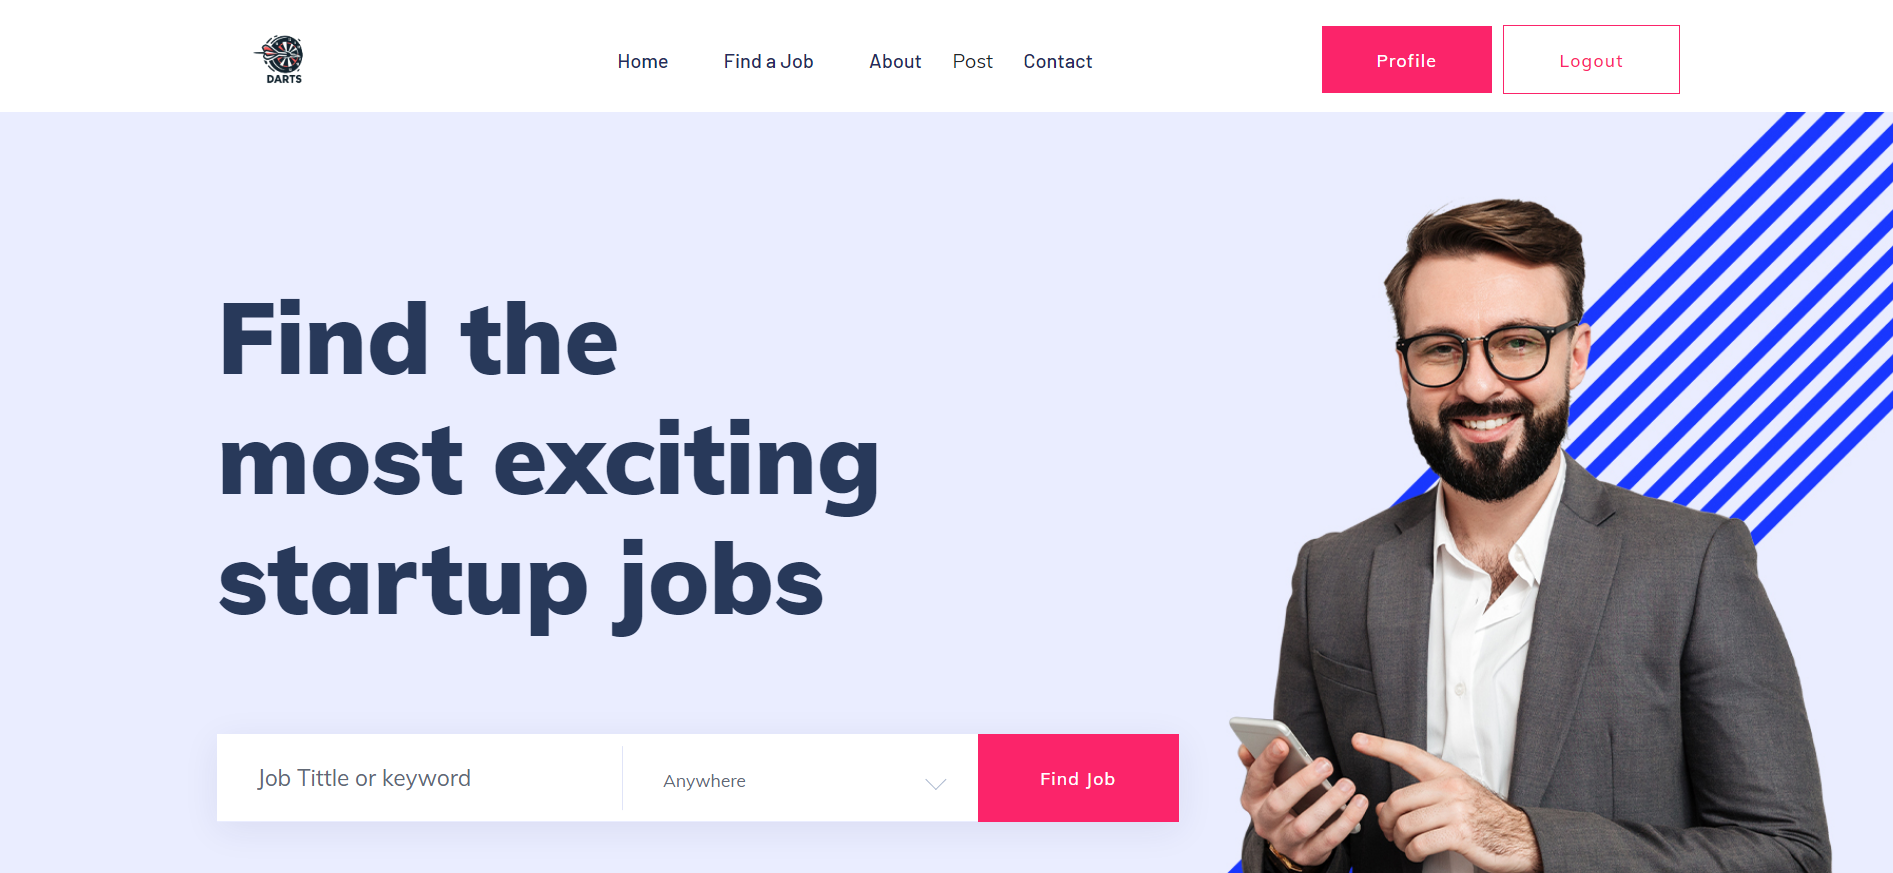 DARTS
Home Find a Job About Post Contact
Profile
Logout
Find the
most exciting
startup jobs
Job Tittle or keyword
Anywhere
Find Job